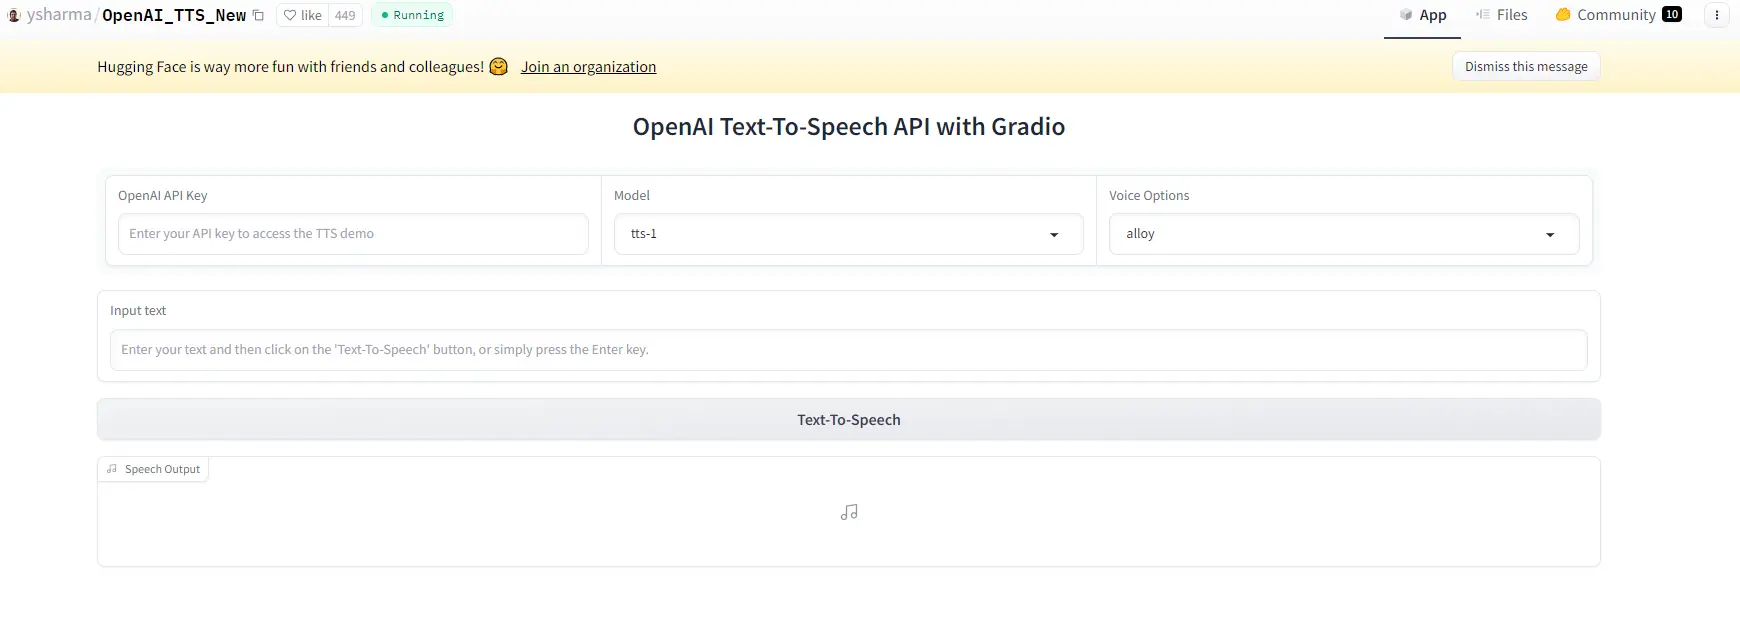 ysharma/OpenAI_TTS_New like 449 Running App Files Community 10
Hugging Face is way more fun with friends and colleagues! 🤗 Join an organization Dismiss this message
OpenAI Text-To-Speech API with Gradio
OpenAI API Key Model Voice Options
Enter your API key to access the TTS demo tts-1 alloy
Input text
Enter your text and then click on the 'Text-To-Speech' button, or simply press the Enter key.
Text-To-Speech
Speech Output